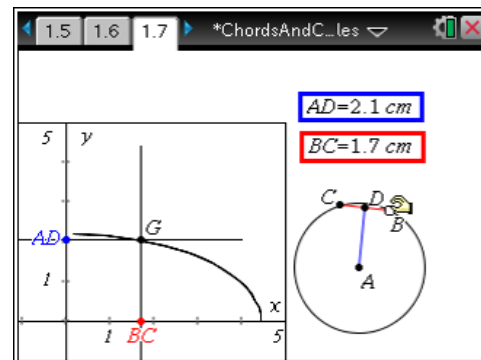 1.5 1.6 1.7 *ChordsAndC...les
AD=2.1 cm
BC=1.7 cm
5 y
C D B
AD G
A
1
x
1 BC 5